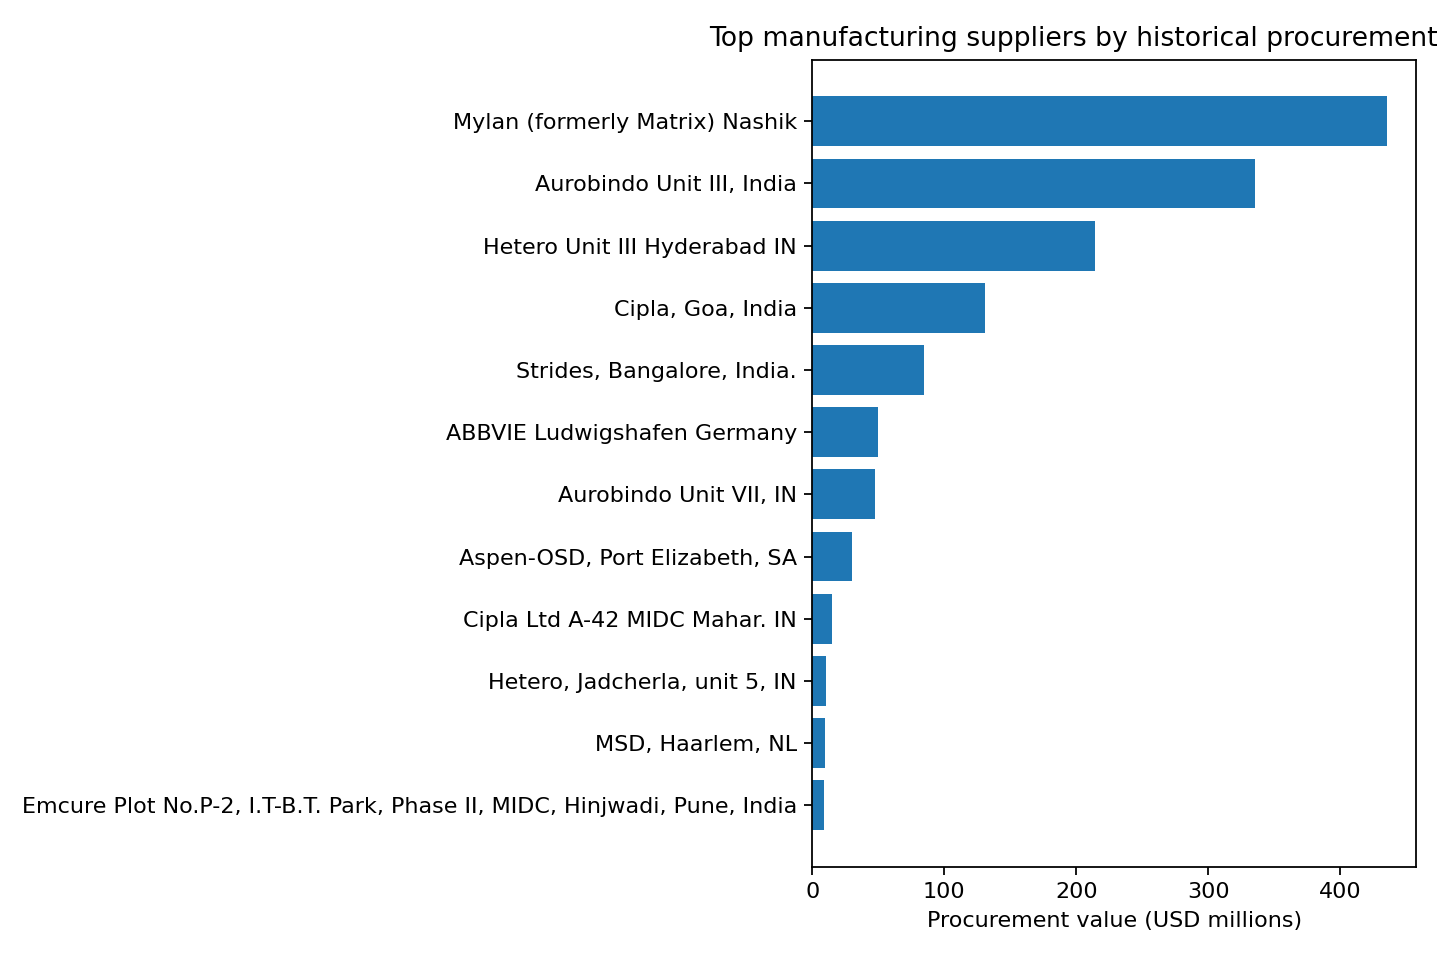 Top manufacturing suppliers by historical procurement
Mylan (formerly Matrix) Nashik
Aurobindo Unit III, India
Hetero Unit III Hyderabad IN
Cipla, Goa, India
Strides, Bangalore, India.
ABBVIE Ludwigshafen Germany
Aurobindo Unit VII, IN
Aspen-OSD, Port Elizabeth, SA
Cipla Ltd A-42 MIDC Mahar. IN
Hetero, Jadcherla, unit 5, IN
MSD, Haarlem, NL
Emcure Plot No.P-2, I.T-B.T. Park, Phase II, MIDC, Hinjwadi, Pune, India
0 100 200 300 400
Procurement value (USD millions)